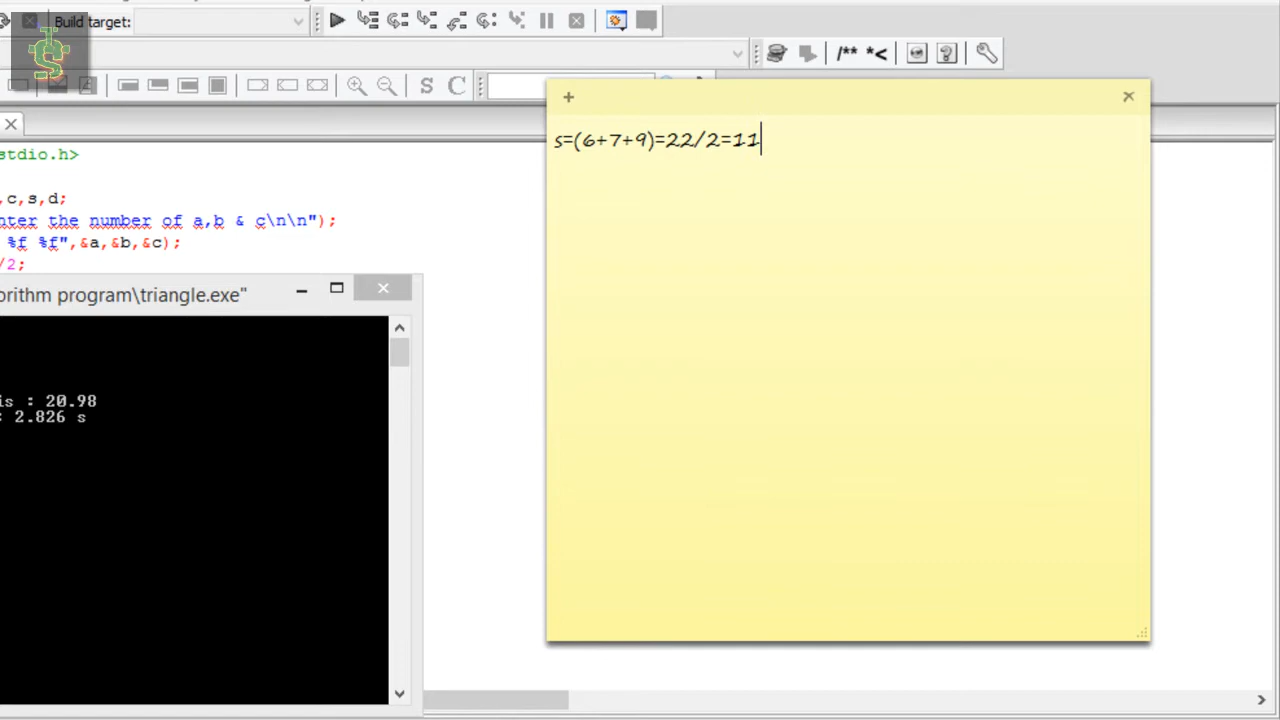 Build target:
/** *<
S C
stdio.h>
,c,s,d;
nter the number of a,b & c\n\n");
%f %f",&a,&b,&c);
/2;
orithm program\triangle.exe"
is : 20.98
: 2.826 s
+
s=(6+7+9)=22/2=11